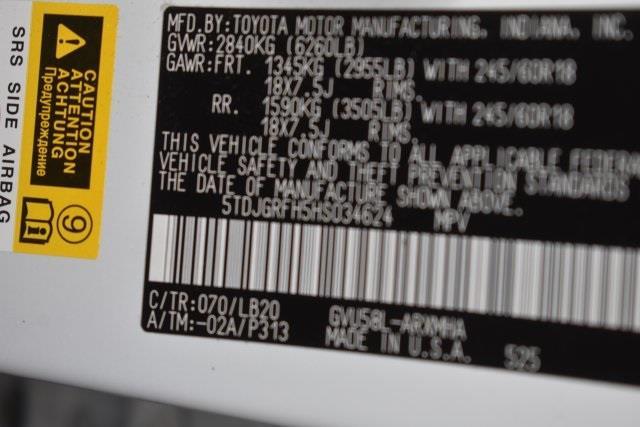 SRS SIDE AIRBAG
CAUTION
ATTENTION
ACHTUNG
Предупреждение
9
MFD.BY: TOYOTA MOTOR MANUFACTURING, INDIANA, INC.
GVWR: 2840KG (6260LB)
GAWR: FRT. 1345KG (2955LB) WITH 245/60R18
18X7.5J RIMS,
RR. 1590KG (3505LB) WITH 245/60R18
18X7.5J RIMS,
THIS VEHICLE CONFORMS TO ALL APPLICABLE FEDER
VEHICLE SAFETY AND THEFT PREVENTION STANDARDS
THE DATE OF MANUFACTURE SHOWN ABOVE.
5TDJGRFH5HS034624 MPV
C/TR: 070/LB20 GVU58L-ARXMHA
A/TM: -02A/P313 MADE IN U.S.A. 525